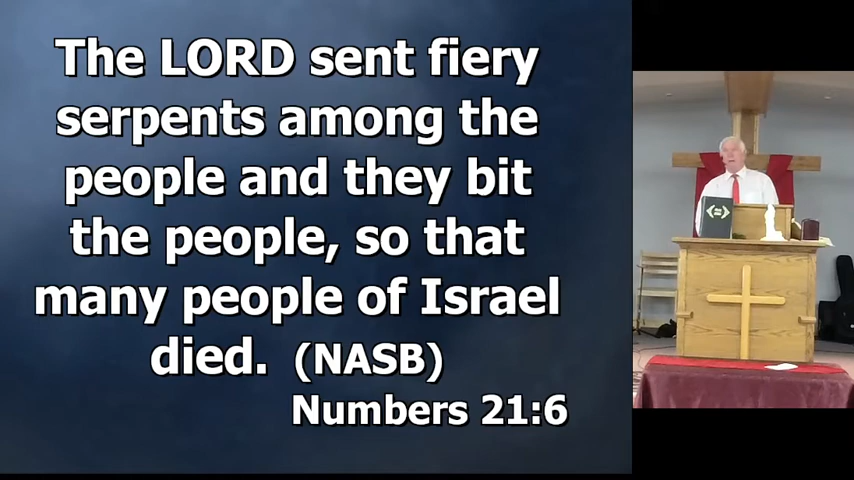 The LORD sent fiery
serpents among the
people and they bit
the people, so that
many people of Israel
died. (NASB)
Numbers 21:6